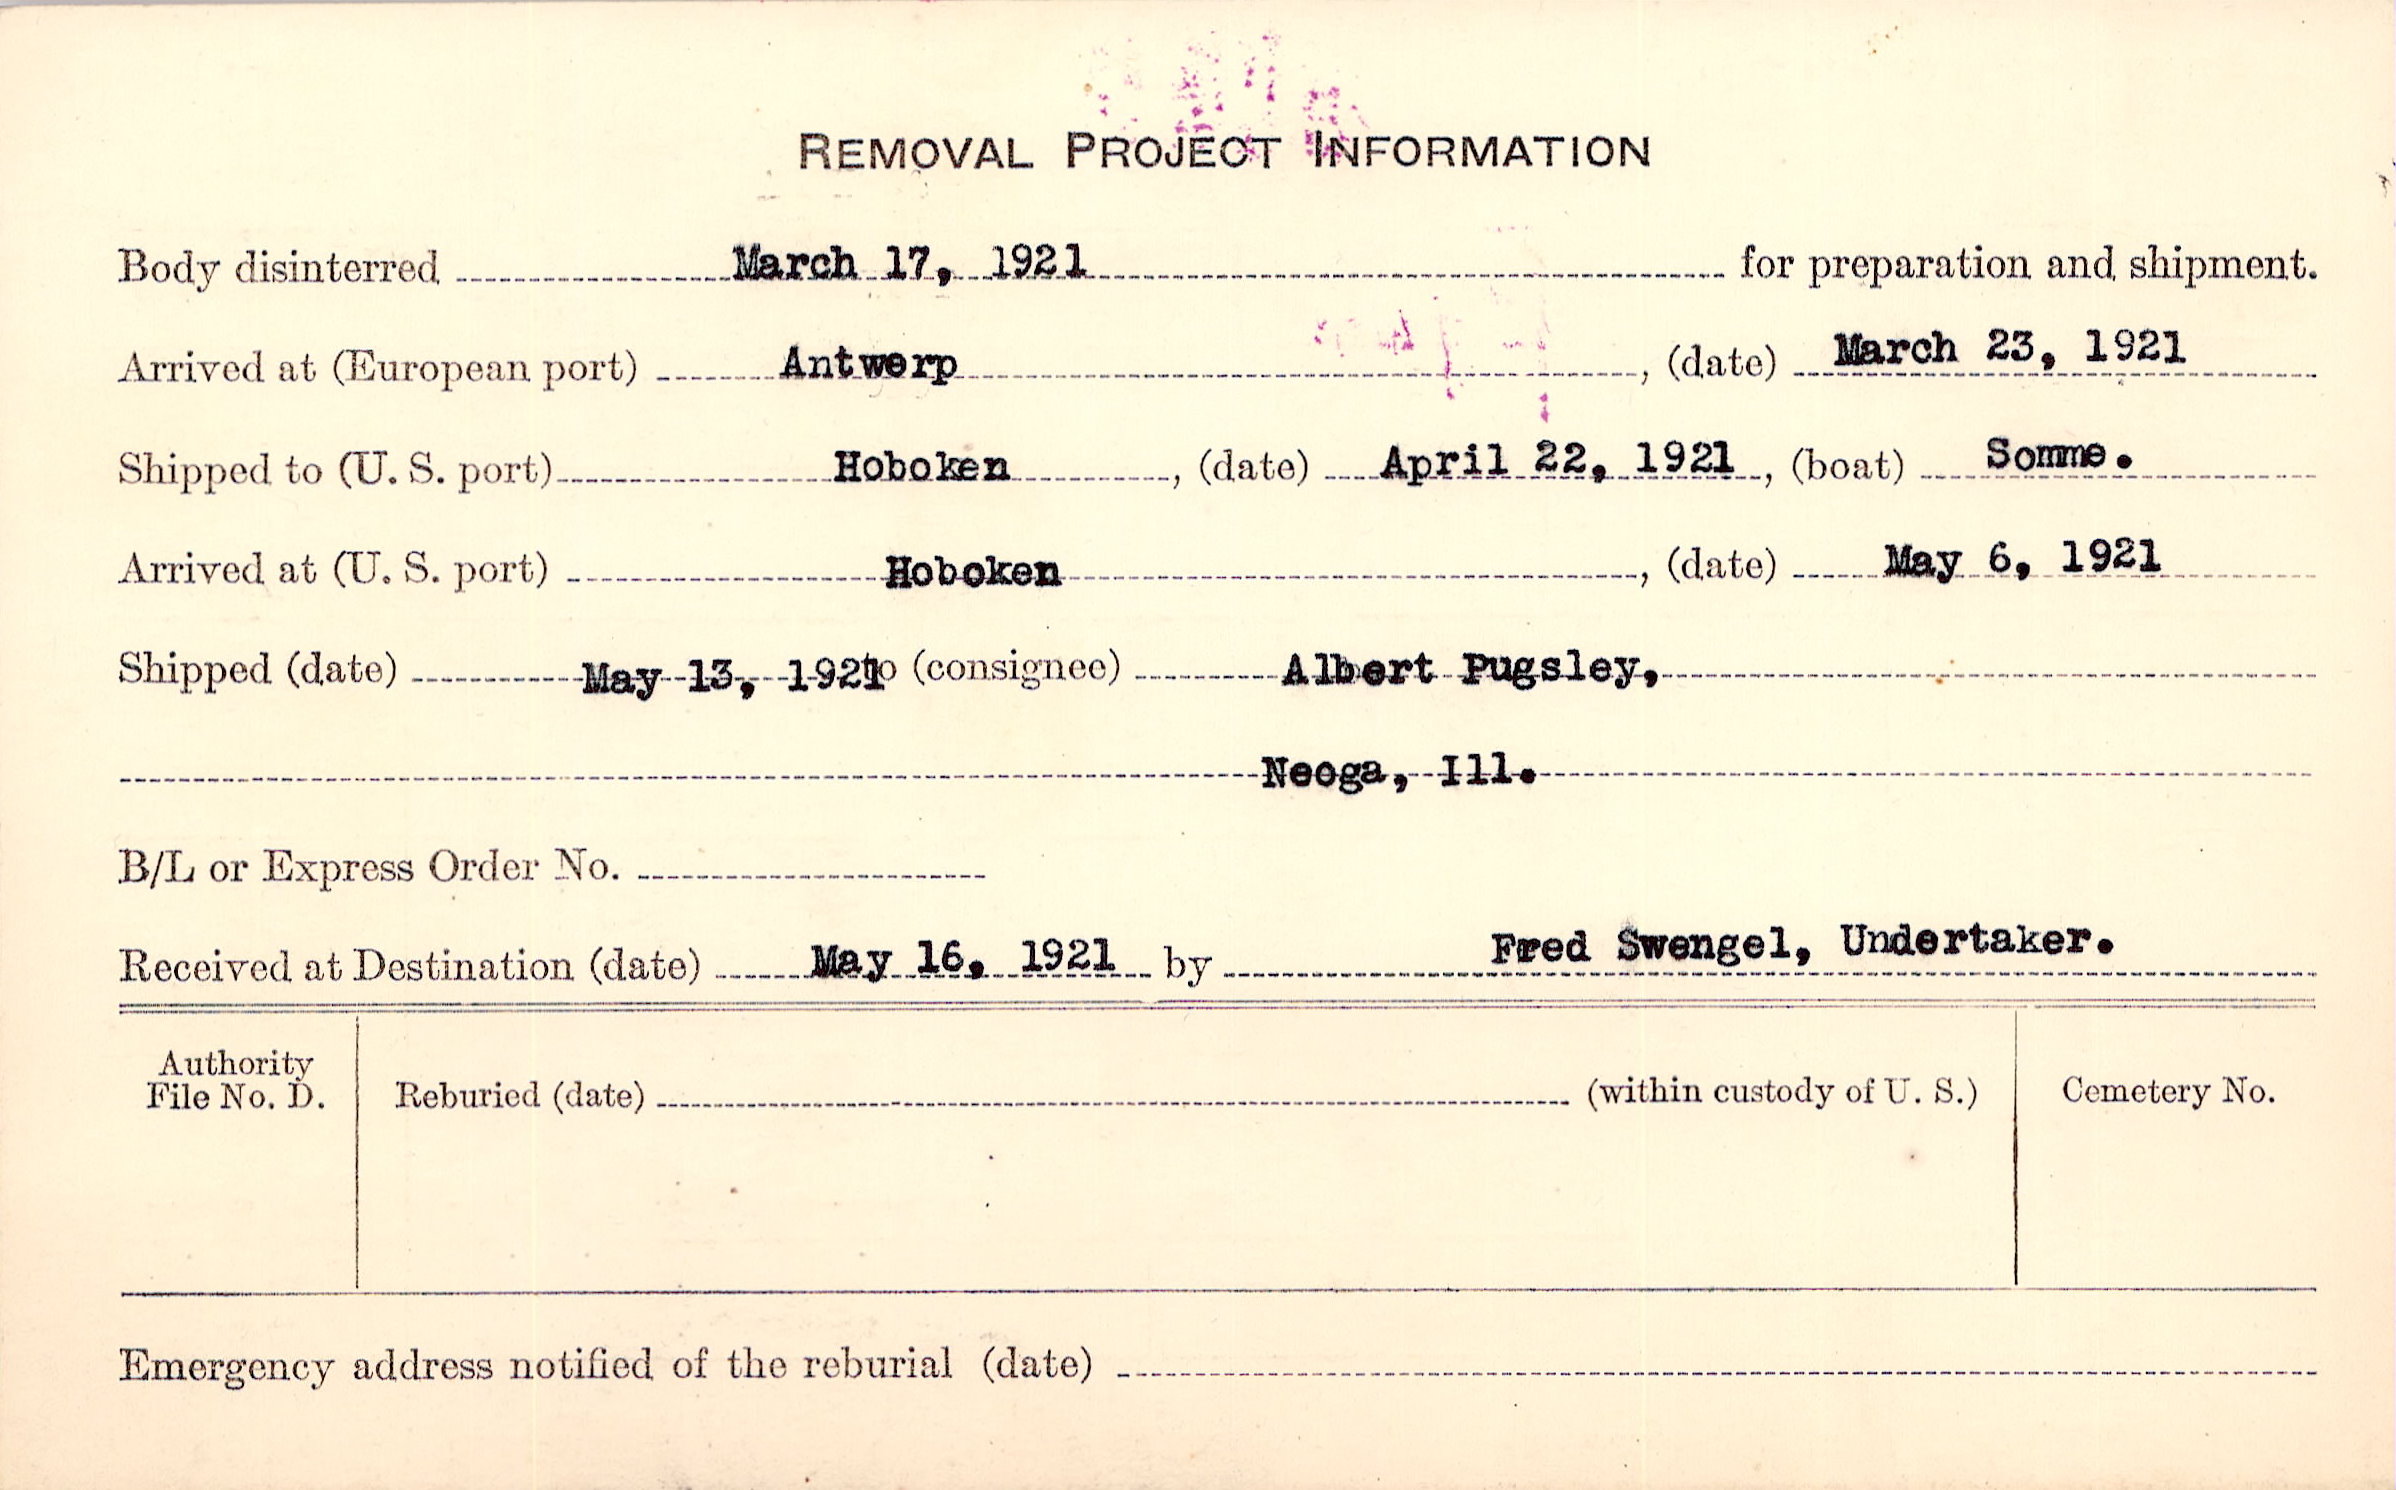 REMOVAL PROJECT INFORMATION
Body disinterred March 17, 1921 for preparation and shipment.
Arrived at (European port) Antwerp, (date) March 23, 1921
Shipped to (U. S. port) Hoboken, (date) April 22, 1921, (boat) Somme.
Arrived at (U. S. port) Hoboken, (date) May 6, 1921
Shipped (date) May 13, 1921 to (consignee) Albert Pugsley,
Neoga, Ill.
B/L or Express Order No.
Received at Destination (date) May 16, 1921 by Fred Swengel, Undertaker.
Authority
File No. D.
Reburied (date) (within custody of U. S.)
Cemetery No.
Emergency address notified of the reburial (date)